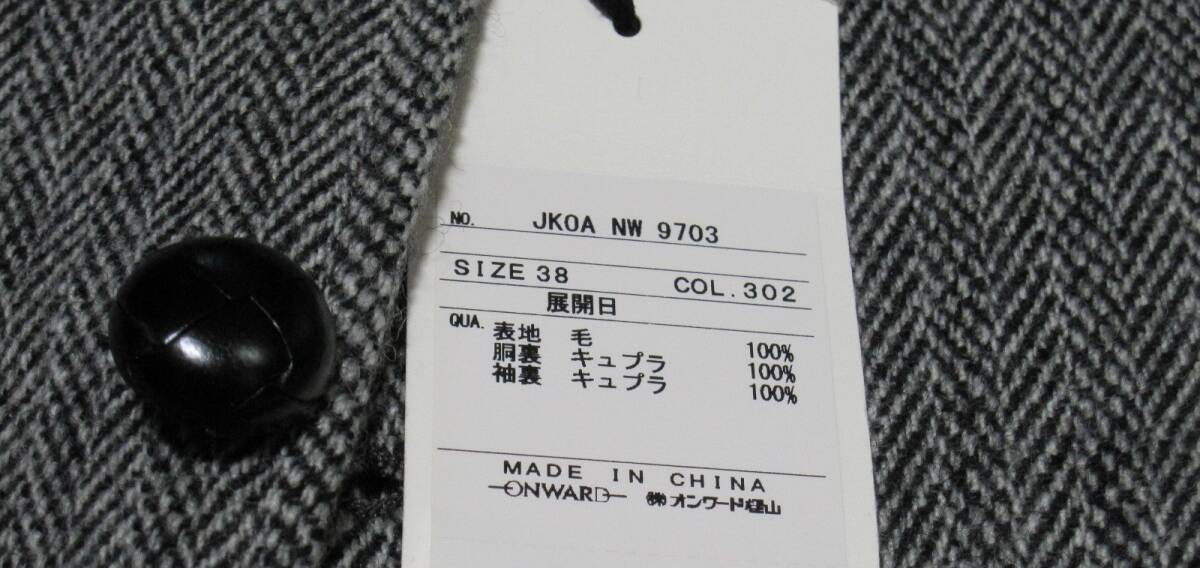 NO. JK0A NW 9703
SIZE 38 COL.302
展開日
QUA. 表地 毛 100%
胴裏 キュプラ 100%
袖裏 キュプラ 100%
MADE IN CHINA
ONWARD ㈱オンワード樫山